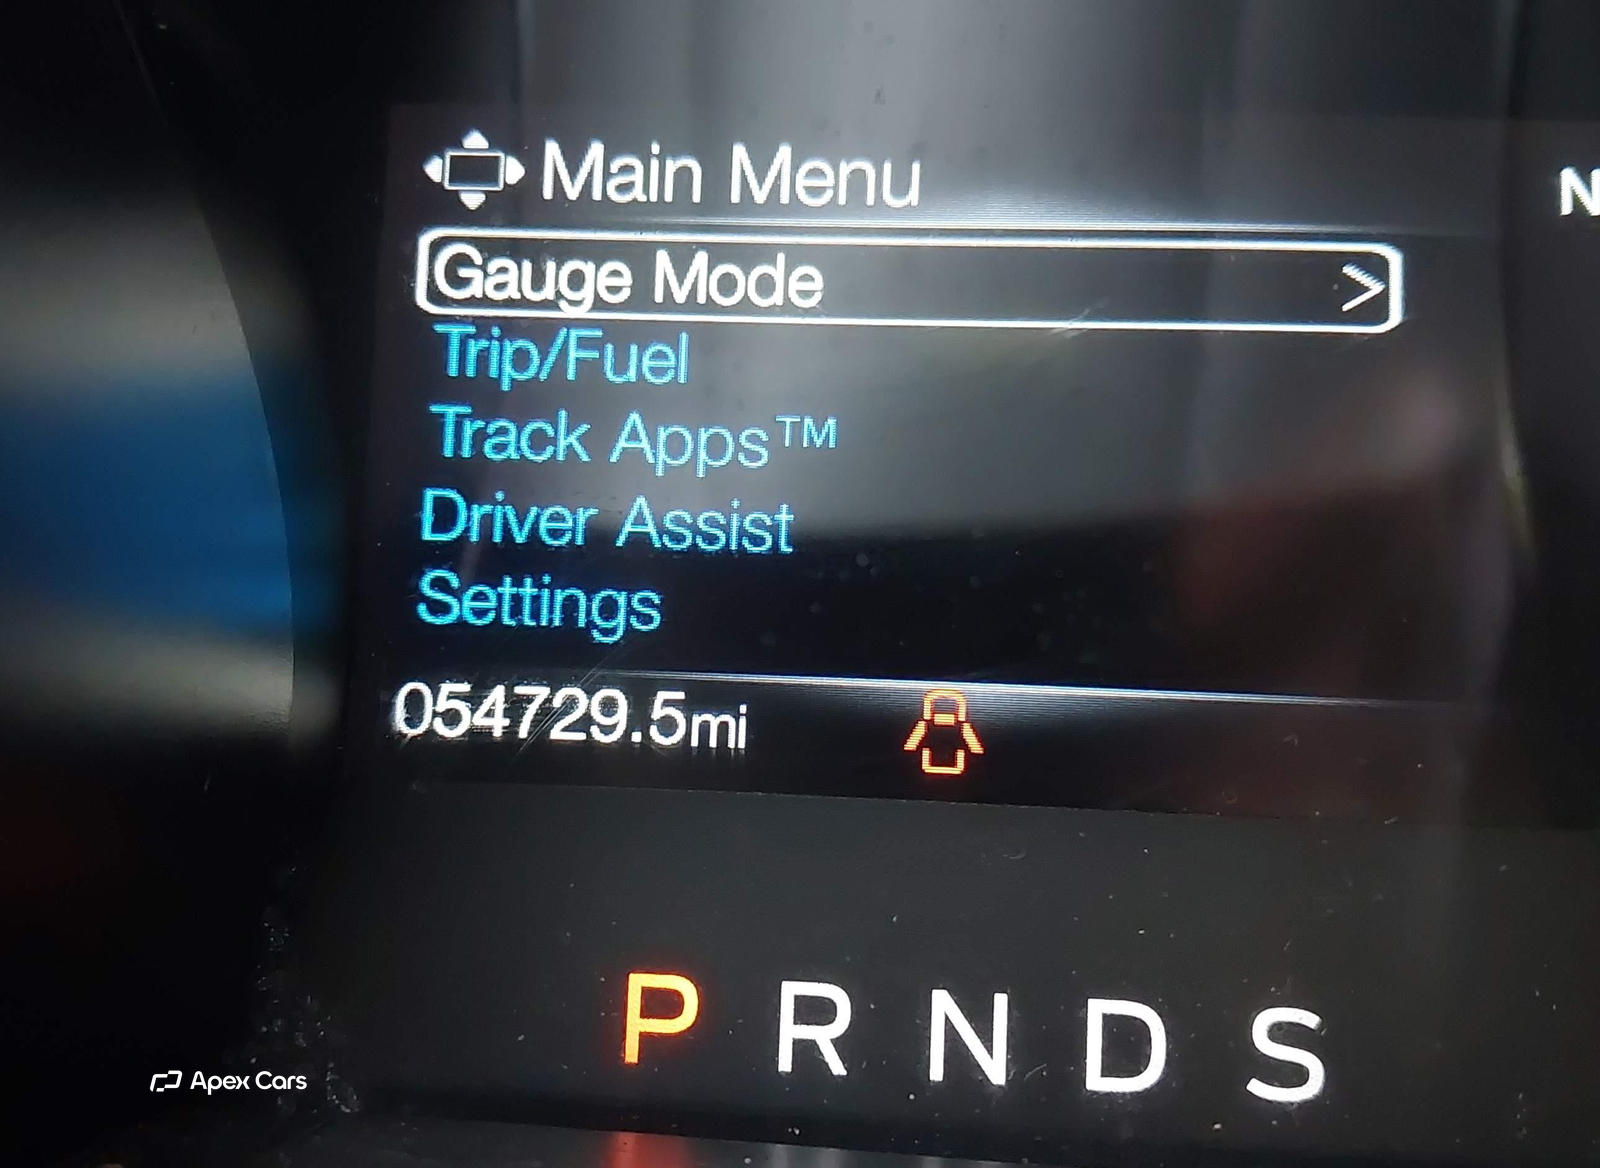 Main Menu
N
Gauge Mode >
Trip/Fuel
Track Apps™
Driver Assist
Settings
054729.5mi
P R N D S
Apex Cars